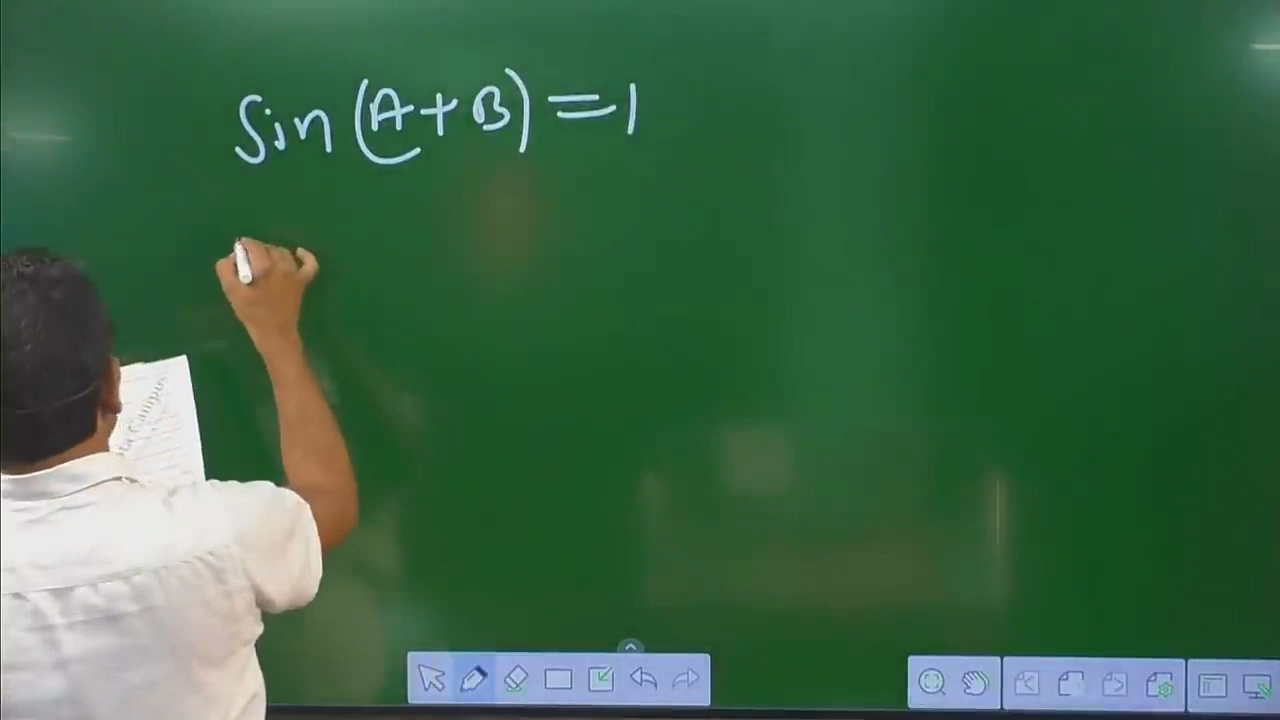 Sin (A + B) = 1